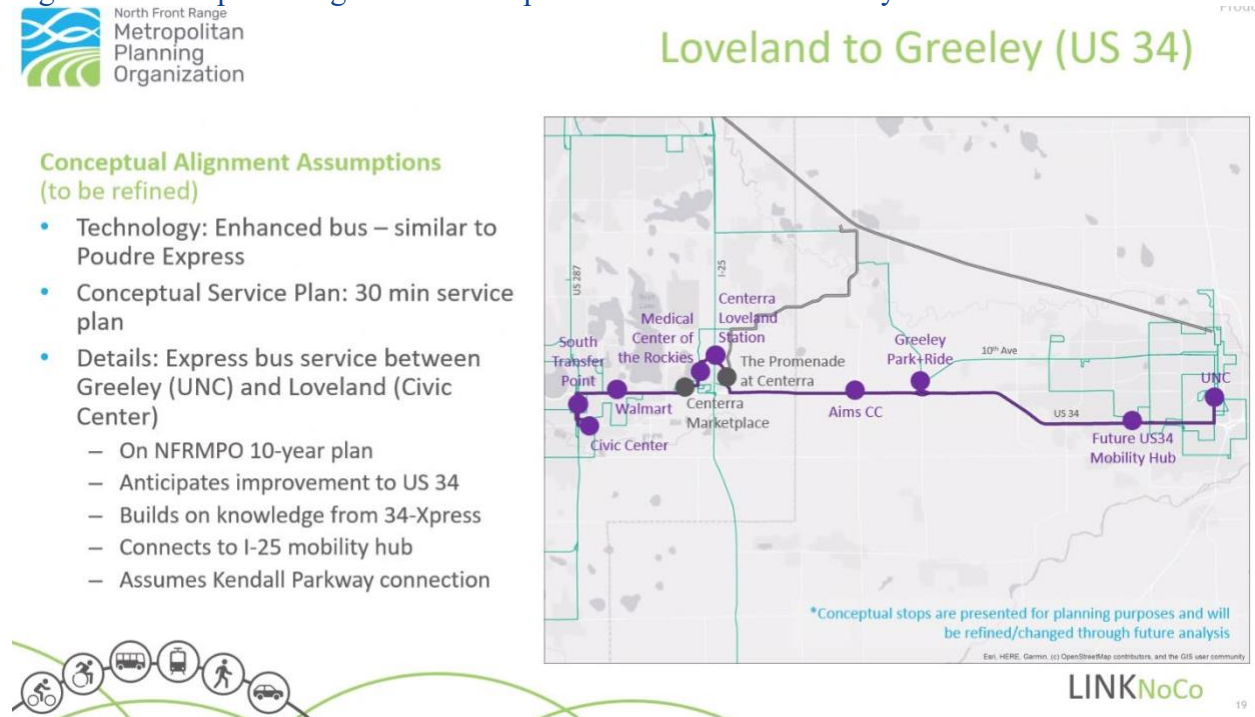 North Front Range
Metropolitan
Planning
Organization
Loveland to Greeley (US 34)
Conceptual Alignment Assumptions
(to be refined)
• Technology: Enhanced bus – similar to
Poudre Express
• Conceptual Service Plan: 30 min service
plan
• Details: Express bus service between
Greeley (UNC) and Loveland (Civic
Center)
– On NFRMPO 10-year plan
– Anticipates improvement to US 34
– Builds on knowledge from 34-Xpress
– Connects to I-25 mobility hub
– Assumes Kendall Parkway connection
US 287
I-25
South
Transfer
Point
Walmart
Civic Center
Medical
Center of
the Rockies
Centerra
Loveland
Station
The Promenade
at Centerra
Centerra
Marketplace
Aims CC
Greeley
Park+Ride
10th Ave
US 34
Future US34
Mobility Hub
UNC
*Conceptual stops are presented for planning purposes and will
be refined/changed through future analysis
Esri, HERE, Garmin, (c) OpenStreetMap contributors, and the GIS user community
LINKNoCo
19